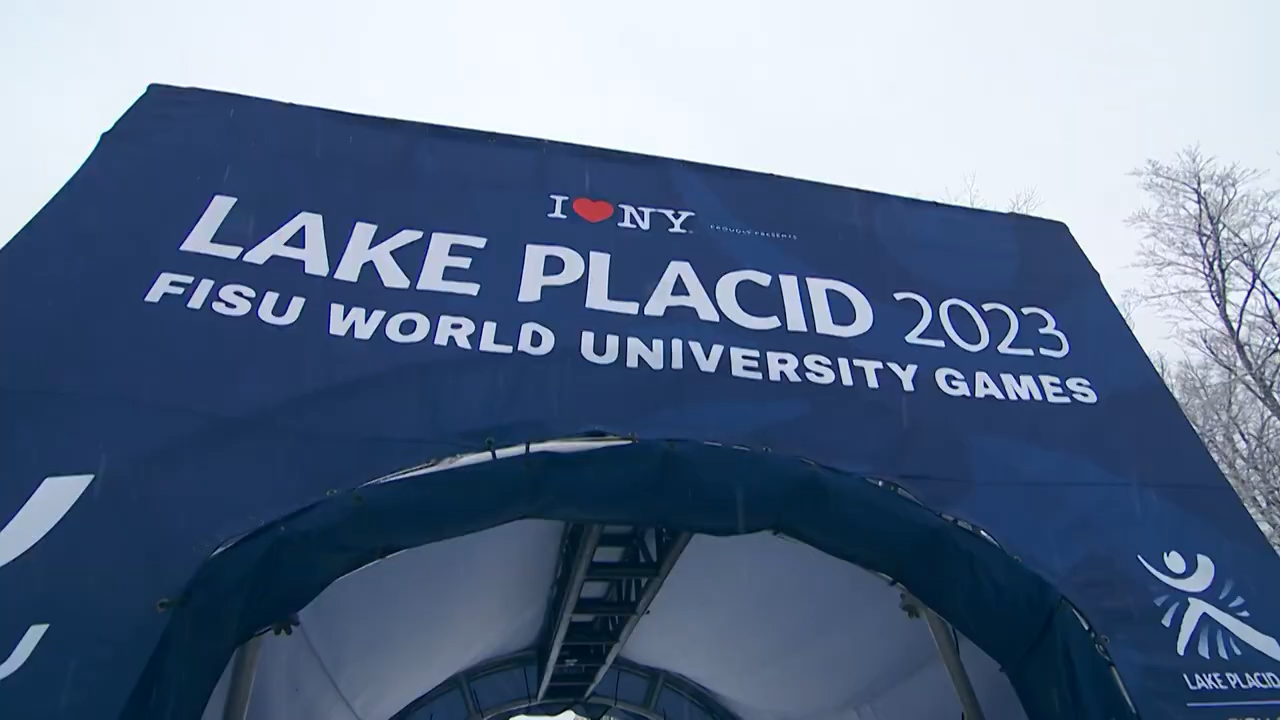 I ❤ NY PROUDLY PRESENTS
LAKE PLACID 2023
FISU WORLD UNIVERSITY GAMES
LAKE PLACID